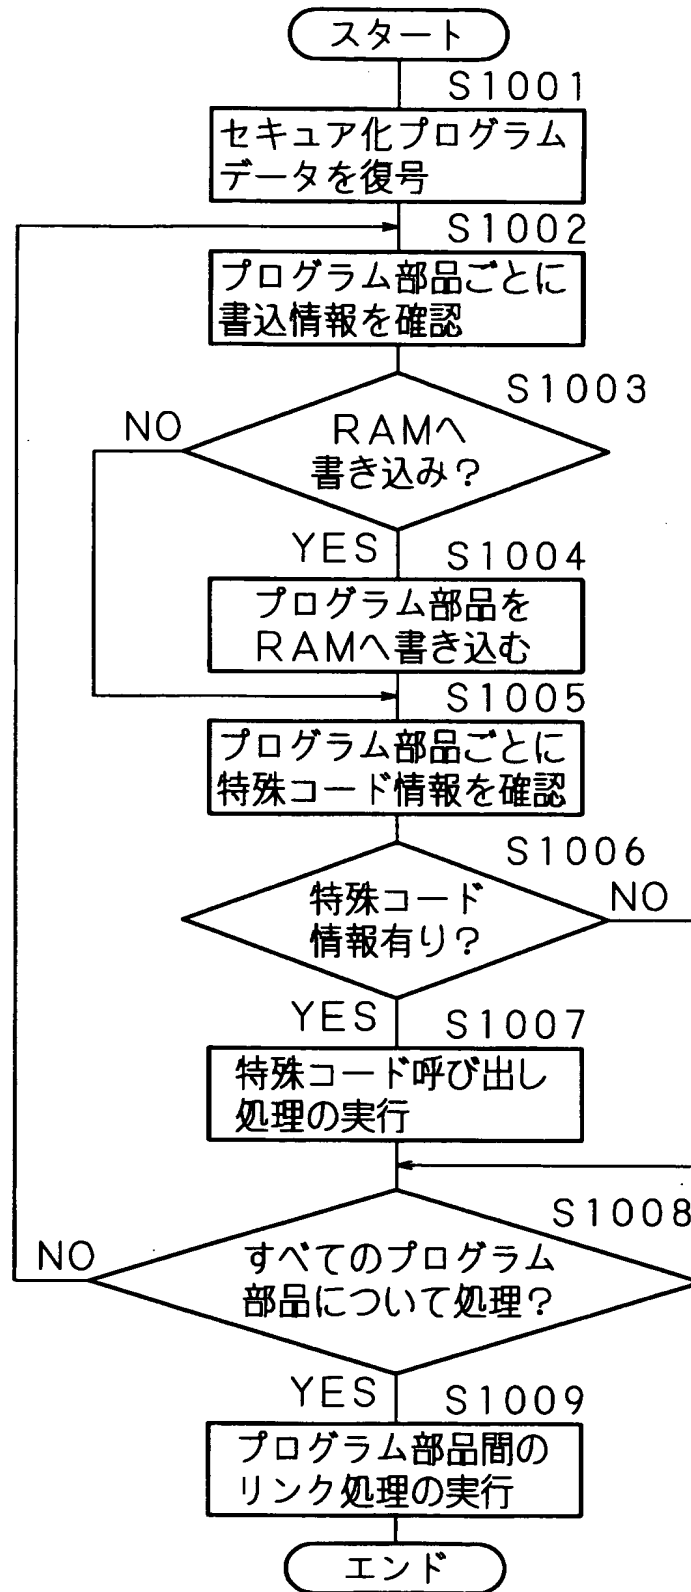 スタート
S1001
セキュア化プログラム
データを復号
S1002
プログラム部品ごとに
書込情報を確認
S1003
NO
RAMへ
書き込み?
YES
S1004
プログラム部品を
RAMへ書き込む
S1005
プログラム部品ごとに
特殊コード情報を確認
S1006
特殊コード
情報有り?
NO
YES
S1007
特殊コード呼び出し
処理の実行
S1008
NO
すべてのプログラム
部品について処理?
YES
S1009
プログラム部品間の
リンク処理の実行
エンド